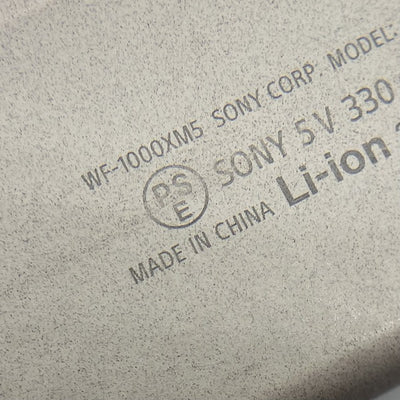 WF-1000XM5 SONY CORP MODEL:
PSE SONY 5V 330
MADE IN CHINA Li-ion